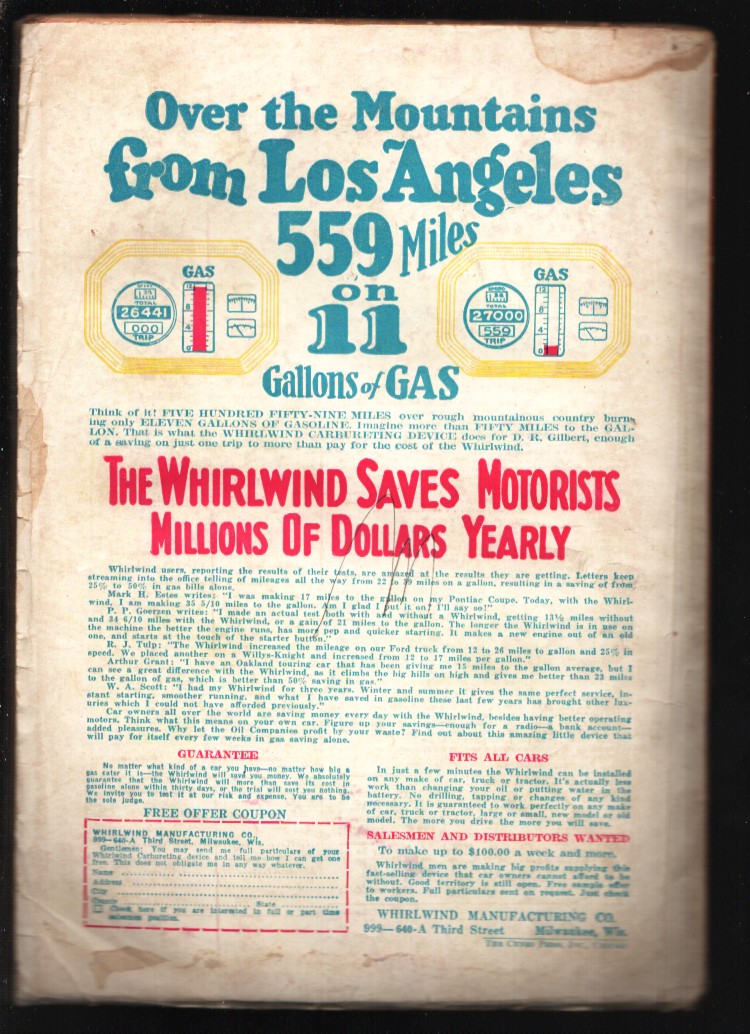 Over the Mountains
from Los Angeles
559 Miles
on
11
Gallons of GAS
GAS
12
8
4
0
TOTAL
26441
000
TRIP
GAS
12
8
4
0
TOTAL
27000
559
TRIP
Think of it! FIVE HUNDRED FIFTY-NINE MILES over rough mountainous country burn-
ing only ELEVEN GALLONS OF GASOLINE. Imagine more than FIFTY MILES to the GAL-
LON. That is what the WHIRLWIND CARBURETING DEVICE does for D. R. Gilbert, enough
of a saving on just one trip to more than pay for the cost of the Whirlwind.
THE WHIRLWIND SAVES MOTORISTS
MILLIONS OF DOLLARS YEARLY
Whirlwind users, reporting the results of their tests, are amazed at the results they are getting. Letters keep
streaming into the office telling of mileages all the way from 22 to 59 miles on a gallon, resulting in a saving of from
25% to 50% in gas bills alone.
Mark H. Estes writes: "I was making 17 miles to the gallon on my Pontiac Coupe. Today, with the Whirl-
wind, I am making 35 5/10 miles to the gallon. Am I glad I put it on? I'll say so!"
P. P. Goerzen writes: "I made an actual test both with and without a Whirlwind, getting 13½ miles without
and 34 6/10 miles with the Whirlwind, or a gain of 21 miles to the gallon. The longer the Whirlwind is in use on
the machine the better the engine runs, has more pep and quicker starting. It makes a new engine out of an old
one, and starts at the touch of the starter button."
R. J. Tulp: "The Whirlwind increased the mileage on our Ford truck from 12 to 26 miles to gallon and 25% in
speed. We placed another on a Willys-Knight and increased from 12 to 17 miles per gallon."
Arthur Grant: "I have an Oakland touring car that has been giving me 15 miles to the gallon average, but I
can see a great difference with the Whirlwind, as it climbs the big hills on high and gives me better than 23 miles
to the gallon of gas, which is better than 50% saving in gas."
W. A. Scott: "I had my Whirlwind for three years. Winter and summer it gives the same perfect service, in-
stant starting, smoother running, and what I have saved in gasoline these last few years has brought other lux-
uries which I could not have afforded previously."
Car owners all over the world are saving money every day with the Whirlwind, besides having better operating
motors. Think what this means on your own car. Figure up your savings—enough for a radio—a bank account—
added pleasures. Why let the Oil Companies profit by your waste? Find out about this amazing little device that
will pay for itself every few weeks in gas saving alone.
GUARANTEE
No matter what kind of a car you have—no matter how big a
gas eater it is—the Whirlwind will save you money. We absolutely
guarantee that the Whirlwind will more than save its cost in
gasoline alone within thirty days, or the trial will cost you nothing.
We invite you to test it at our risk and expense. You are to be
the sole judge.
FREE OFFER COUPON
WHIRLWIND MANUFACTURING CO.
999-640-A Third Street, Milwaukee, Wis.
Gentlemen: You may send me full particulars of your
Whirlwind Carbureting device and tell me how I can get one
free. This does not obligate me in any way whatever.
Name
Address
City
County State
Check here if you are interested in full or part time
salesmen position.
FITS ALL CARS
In just a few minutes the Whirlwind can be installed
on any make of car, truck or tractor. It's actually less
work than changing your oil or putting water in the
battery. No drilling, tapping or changes of any kind
necessary. It is guaranteed to work perfectly on any make
of car, truck or tractor, large or small, new model or old
model. The more you drive the more you will save.
SALESMEN AND DISTRIBUTORS WANTED
To make up to $100.00 a week and more.
Whirlwind men are making big profits supplying this
fast-selling device that car owners cannot afford to be
without. Good territory is still open. Free sample offer
to workers. Full particulars sent on request. Just check
the coupon.
WHIRLWIND MANUFACTURING CO.
999—640-A Third Street Milwaukee, Wis.
THE CUNEO PRESS, INC., CHICAGO